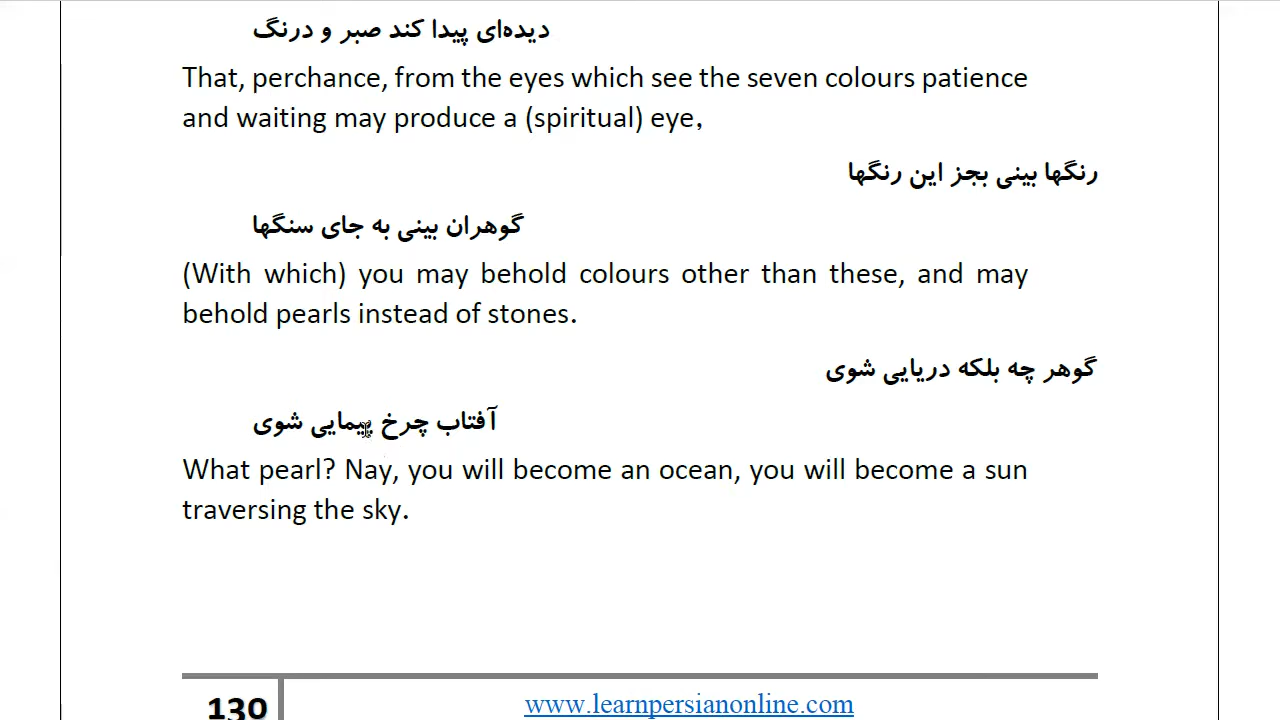 دیده‌ای پیدا کند صبر و درنگ
That, perchance, from the eyes which see the seven colours patience
and waiting may produce a (spiritual) eye,
رنگها بینی بجز این رنگها
گوهران بینی به جای سنگها
(With which) you may behold colours other than these, and may
behold pearls instead of stones.
گوهر چه بلکه دریایی شوی
آفتاب چرخ پیمایی شوی
What pearl? Nay, you will become an ocean, you will become a sun
traversing the sky.
130
www.learnpersianonline.com